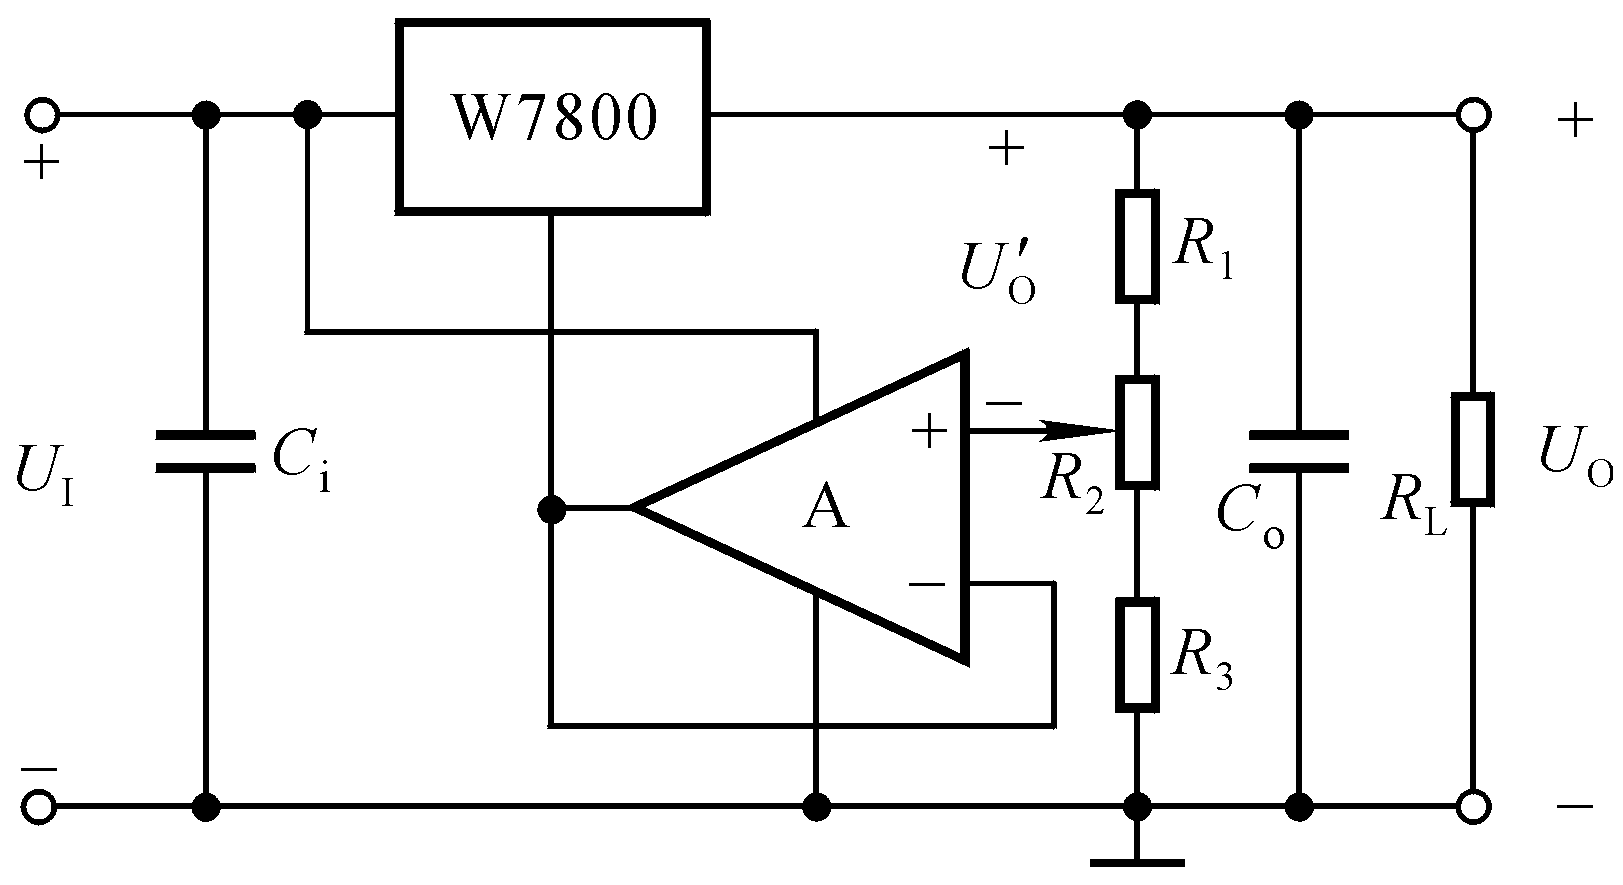 W7800
+
+
+
U′O
R1
+
−
R2
A
UI
Ci
Co
RL
UO
−
R3
−
−